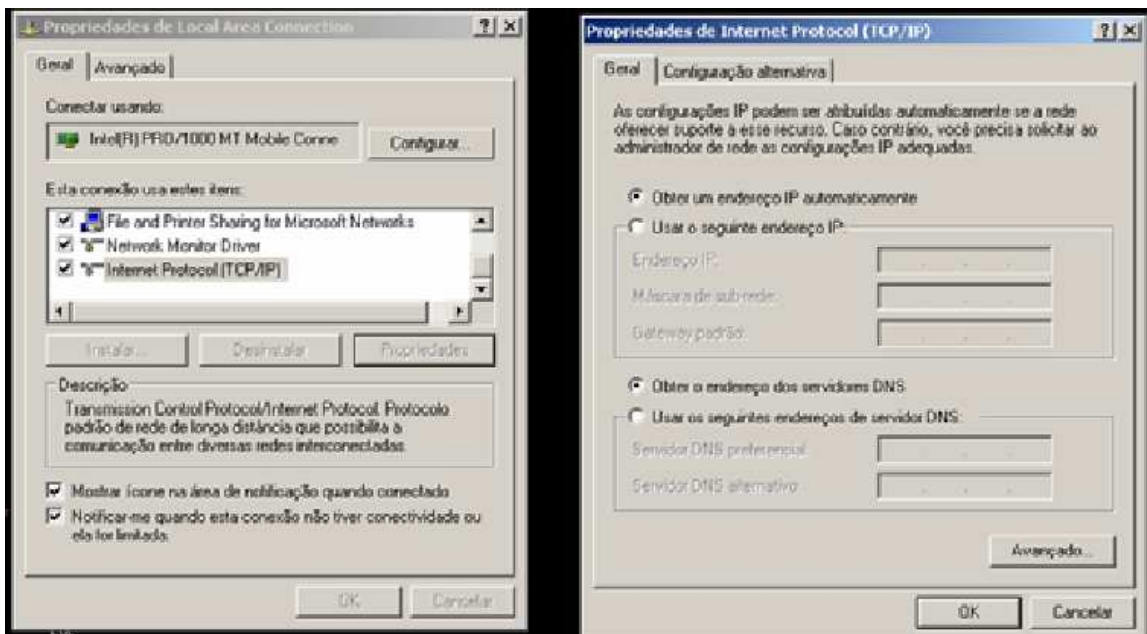 Propriedades de Local Area Connection
Geral
Avançado
Conectar usando:
Intel(R) PRO/1000 MT Mobile Conne
Configurar...
Esta conexão usa estes itens:
File and Printer Sharing for Microsoft Networks
Network Monitor Driver
Internet Protocol (TCP/IP)
Instalar...
Desinstalar
Propriedades
Descrição
Transmission Control Protocol/Internet Protocol. Protocolo
padrão de rede de longa distância que possibilita a
comunicação entre diversas redes interconectadas.
Mostrar ícone na área de notificação quando conectado
Notificar-me quando esta conexão não tiver conectividade ou
ela for limitada.
OK
Cancelar
Propriedades de Internet Protocol (TCP/IP)
Geral
Configuração alternativa
As configurações IP podem ser atribuídas automaticamente se a rede
oferecer suporte a esse recurso. Caso contrário, você precisa solicitar ao
administrador de rede as configurações IP adequadas.
Obter um endereço IP automaticamente
Usar o seguinte endereço IP:
Endereço IP:
Máscara de sub-rede:
Gateway padrão:
Obter o endereço dos servidores DNS
Usar os seguintes endereços de servidor DNS:
Servidor DNS preferencial:
Servidor DNS alternativo:
Avançado...
OK
Cancelar